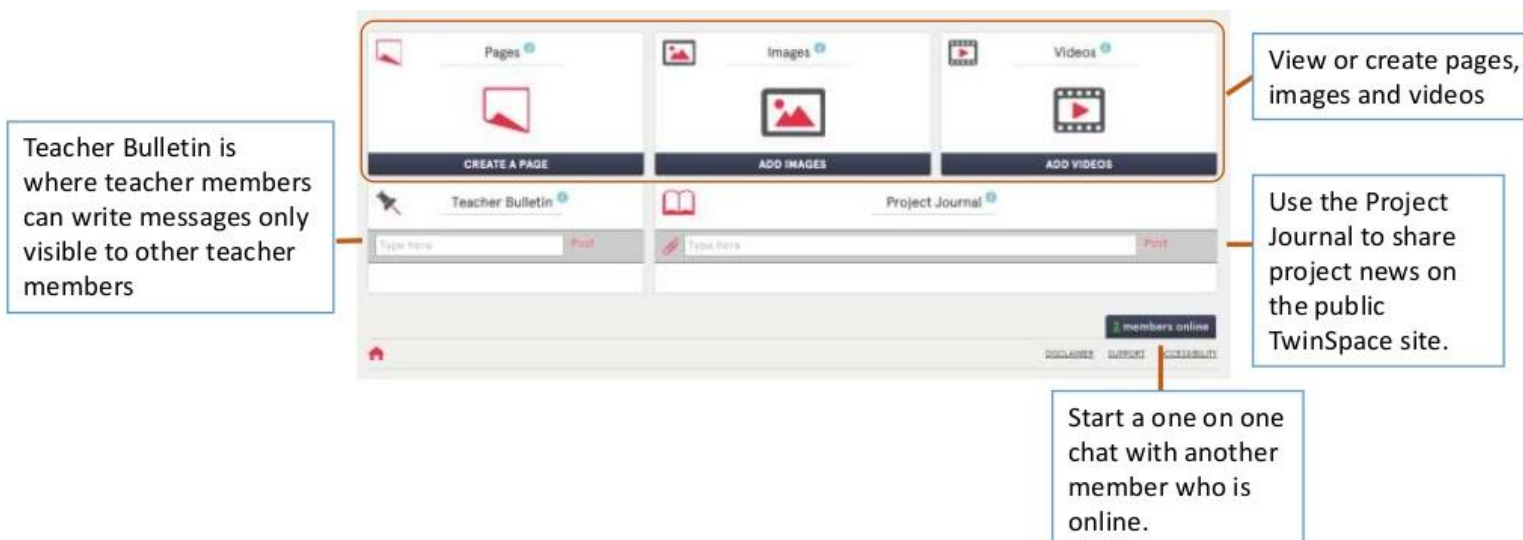 Pages
Images
Videos
CREATE A PAGE
ADD IMAGES
ADD VIDEOS
View or create pages,
images and videos
Teacher Bulletin is
where teacher members
can write messages only
visible to other teacher
members
Teacher Bulletin
Project Journal
Type here
Post
Type here
Post
Use the Project
Journal to share
project news on
the public
TwinSpace site.
2 members online
DISCLAIMER SUPPORT ACCESSIBILITY
Start a one on one
chat with another
member who is
online.